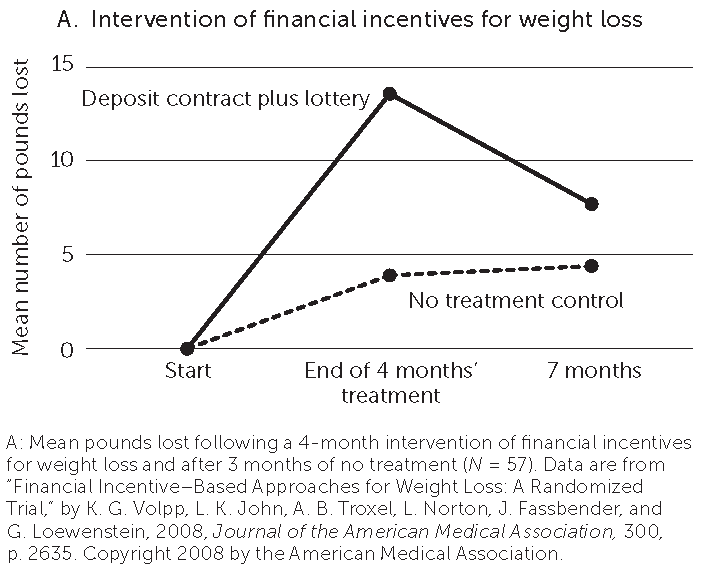 A. Intervention of financial incentives for weight loss
Mean number of pounds lost
15
10
5
0
Deposit contract plus lottery
No treatment control
Start
End of 4 months’
treatment
7 months
A: Mean pounds lost following a 4-month intervention of financial incentives
for weight loss and after 3 months of no treatment (N = 57). Data are from
“Financial Incentive–Based Approaches for Weight Loss: A Randomized
Trial,” by K. G. Volpp, L. K. John, A. B. Troxel, L. Norton, J. Fassbender, and
G. Loewenstein, 2008, Journal of the American Medical Association, 300,
p. 2635. Copyright 2008 by the American Medical Association.